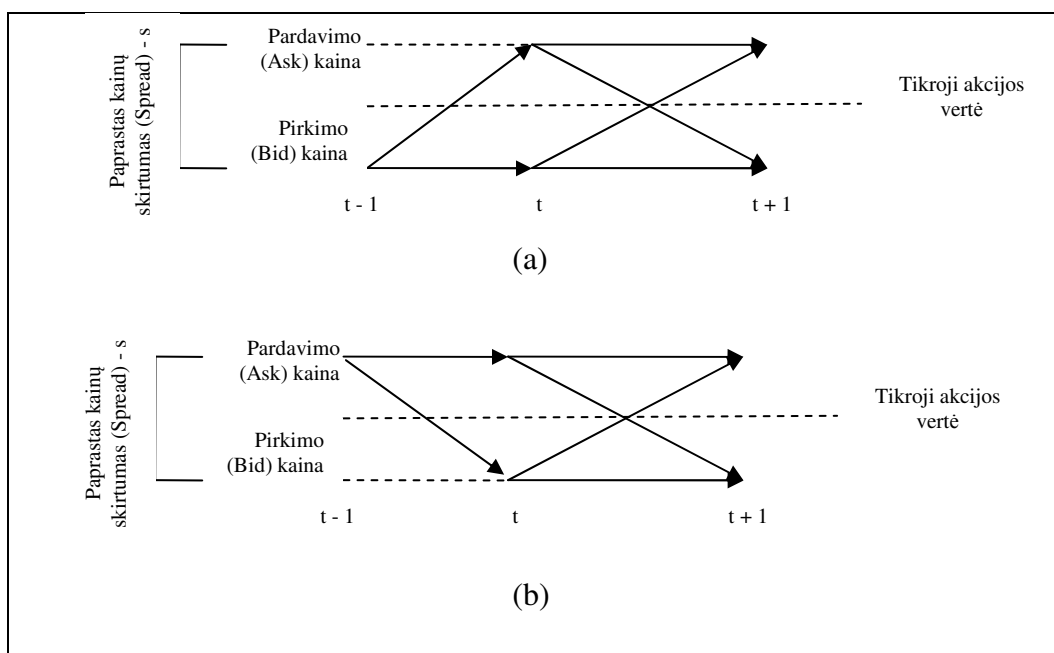 Paprastas kainų
skirtumas (Spread) - s
Pardavimo
(Ask) kaina
Pirkimo
(Bid) kaina
Tikroji akcijos
vertė
t - 1
t
t + 1
(a)
Paprastas kainų
skirtumas (Spread) - s
Pardavimo
(Ask) kaina
Pirkimo
(Bid) kaina
Tikroji akcijos
vertė
t - 1
t
t + 1
(b)